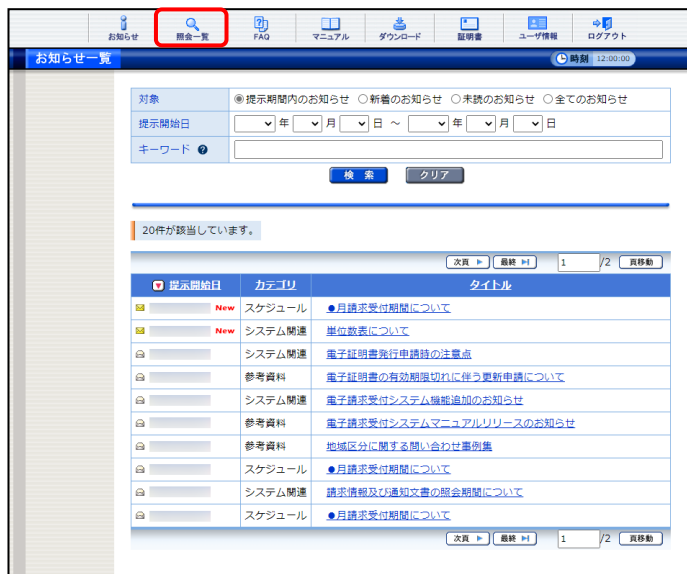 お知らせ 照会一覧 FAQ マニュアル ダウンロード 証明書 ユーザ情報 ログアウト
お知らせ一覧 時刻 12:00:00
対象 提示期間内のお知らせ 新着のお知らせ 未読のお知らせ 全てのお知らせ
提示開始日 年 月 日 ～ 年 月 日
キーワード ?
検 索 クリア
20件が該当しています。
次頁 最終 1 /2 頁移動
提示開始日 カテゴリ タイトル
New スケジュール ●月請求受付期間について
New システム関連 単位数表について
システム関連 電子証明書発行申請時の注意点
参考資料 電子証明書の有効期限切れに伴う更新申請について
システム関連 電子請求受付システム機能追加のお知らせ
参考資料 電子請求受付システムマニュアルリリースのお知らせ
参考資料 地域区分に関する問い合わせ事例集
スケジュール ●月請求受付期間について
システム関連 請求情報及び通知文書の照会期間について
スケジュール ●月請求受付期間について
次頁 最終 1 /2 頁移動